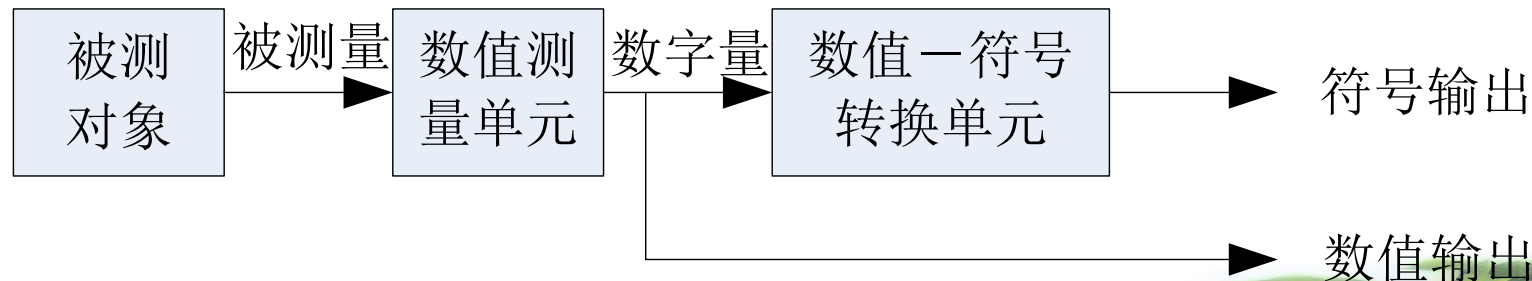 被测
对象
被测量
数值测
量单元
数字量
数值－符号
转换单元
符号输出
数值输出